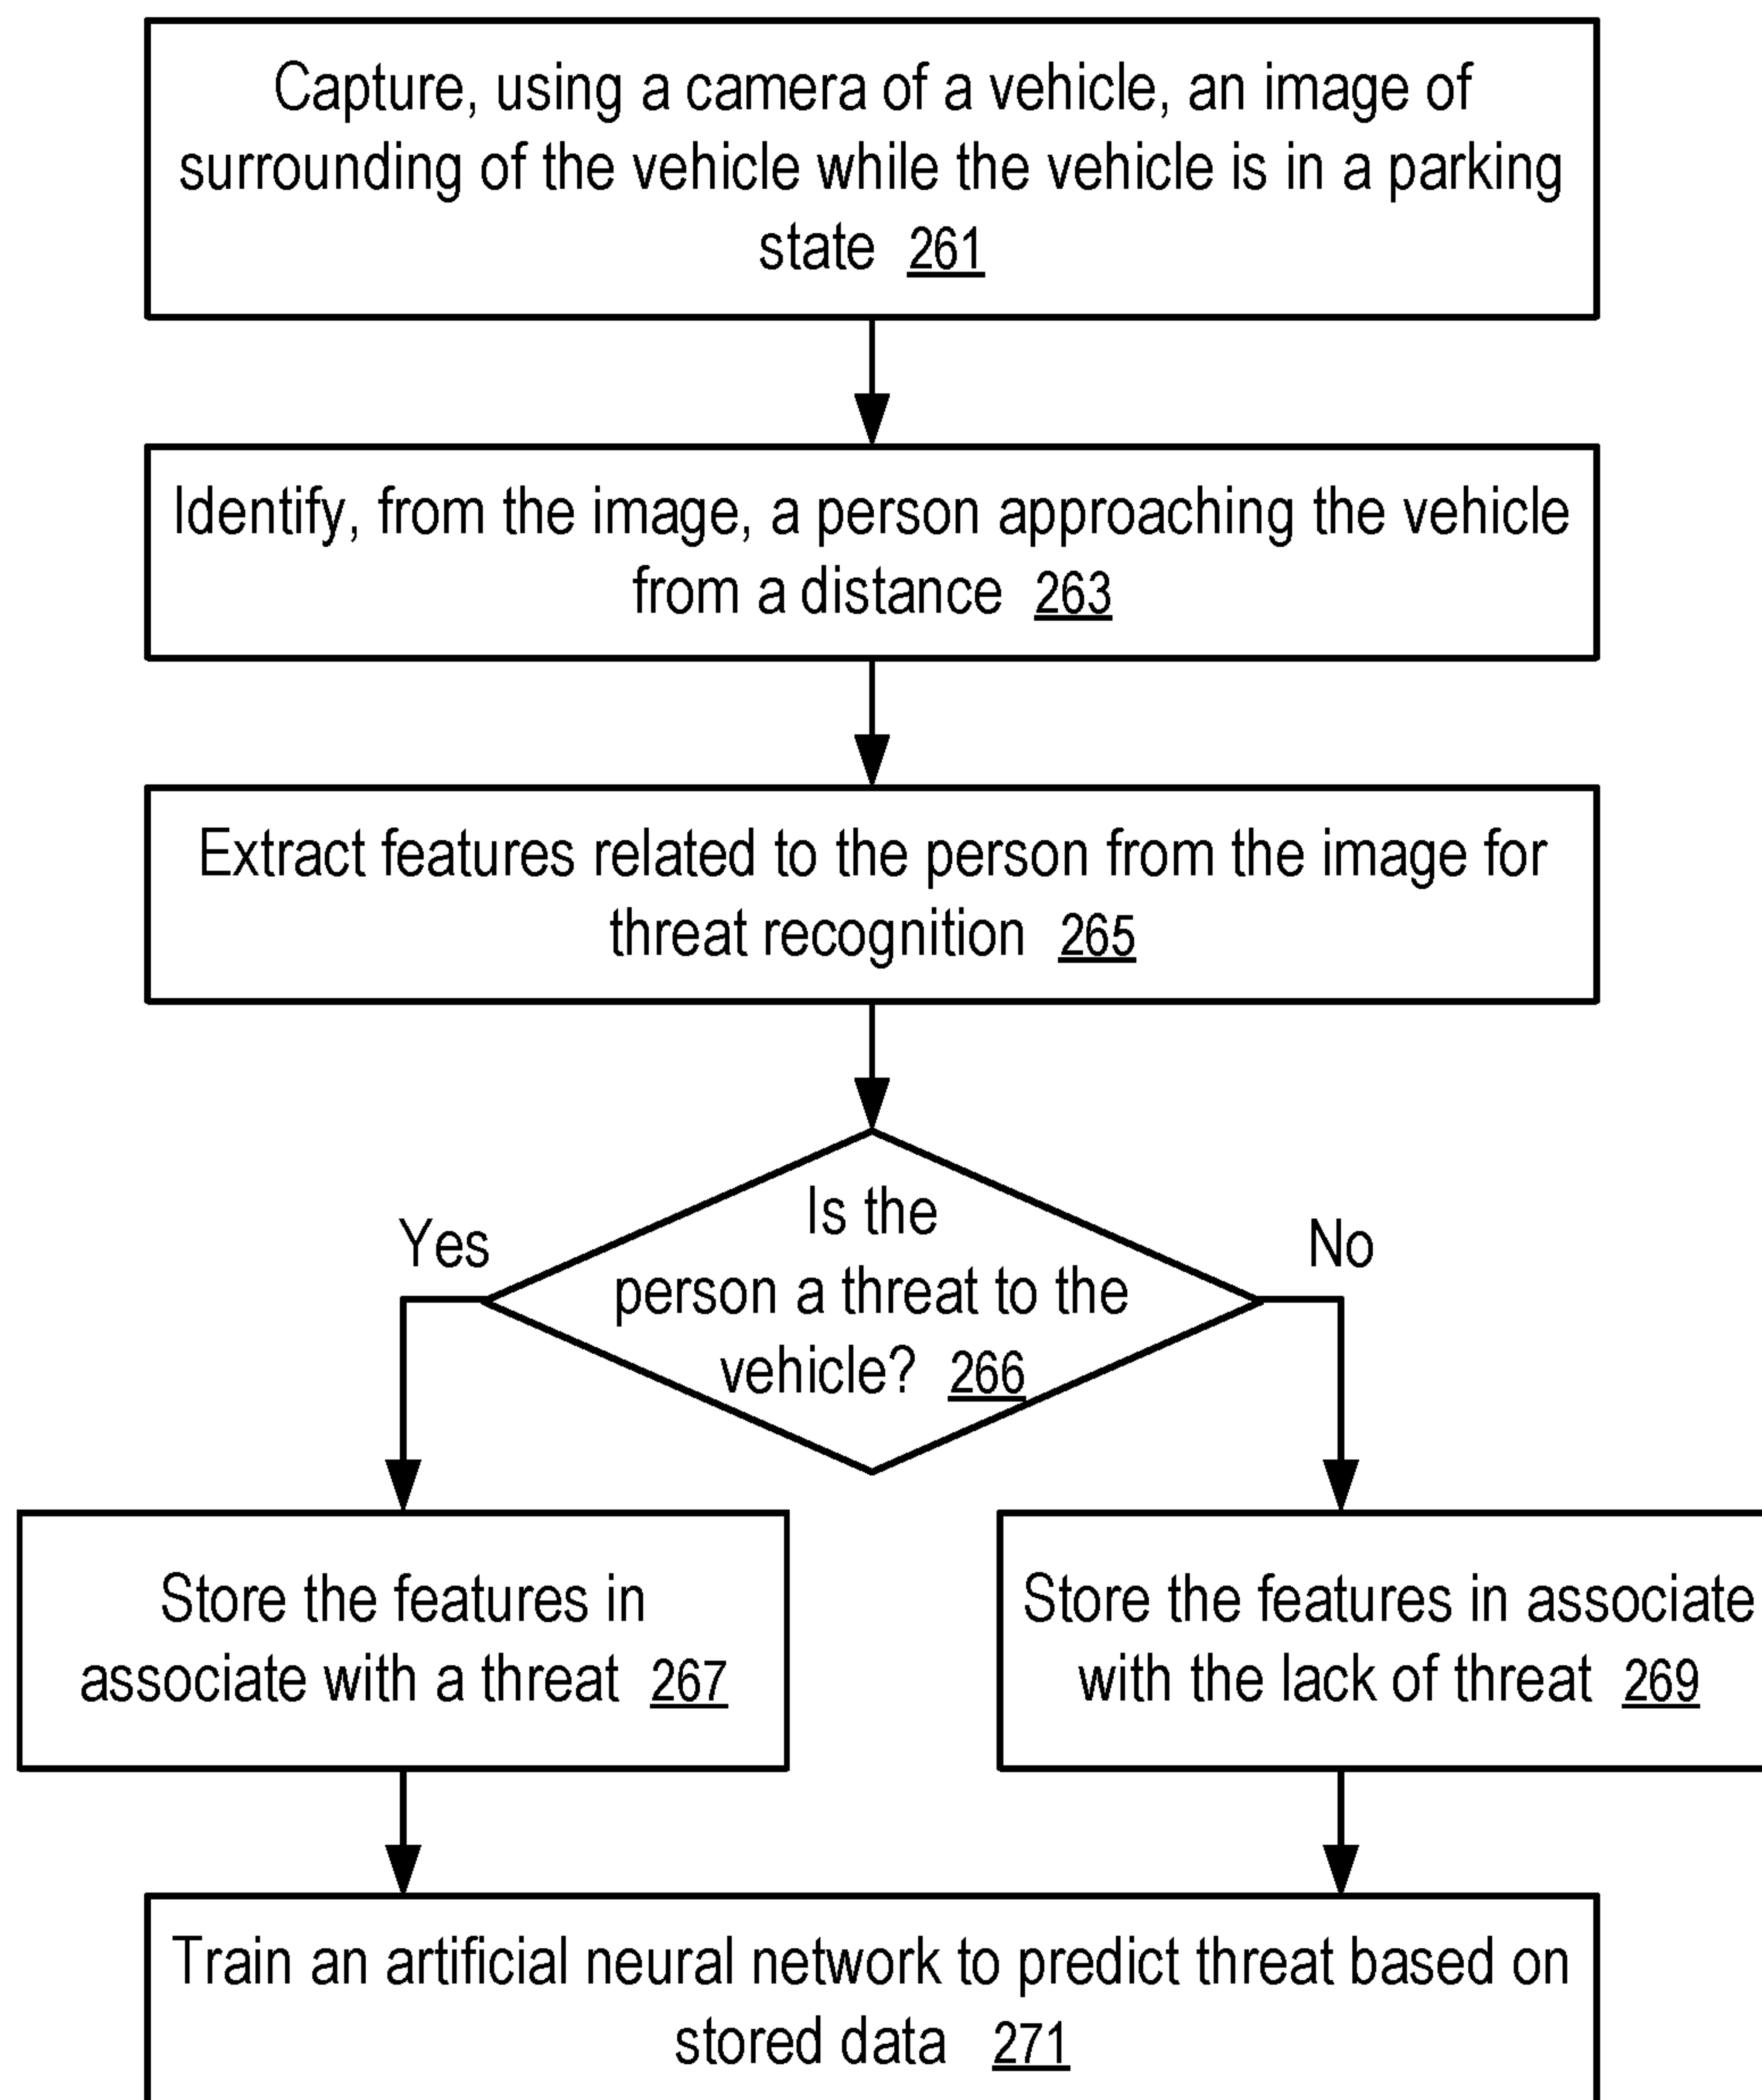 Capture, using a camera of a vehicle, an image of
surrounding of the vehicle while the vehicle is in a parking
state 261
Identify, from the image, a person approaching the vehicle
from a distance 263
Extract features related to the person from the image for
threat recognition 265
Is the
person a threat to the
vehicle? 266
Yes
No
Store the features in
associate with a threat 267
Store the features in associate
with the lack of threat 269
Train an artificial neural network to predict threat based on
stored data 271